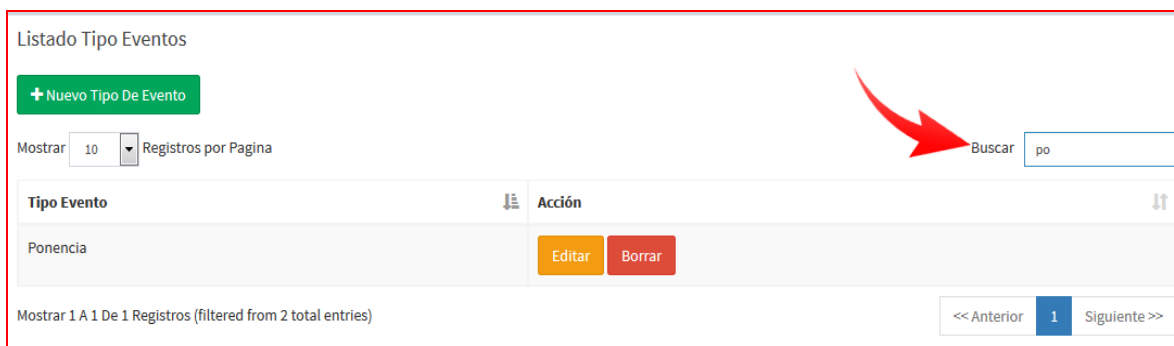 Listado Tipo Eventos
+ Nuevo Tipo De Evento
Mostrar 10 Registros por Pagina Buscar po
Tipo Evento Acción
Ponencia Editar Borrar
Mostrar 1 A 1 De 1 Registros (filtered from 2 total entries) << Anterior 1 Siguiente >>